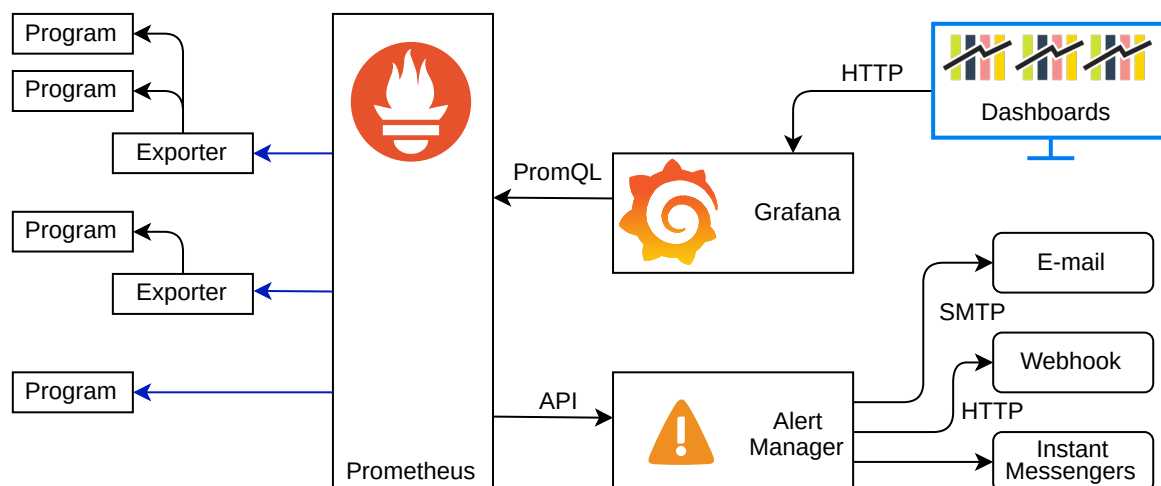 Program
Program
Exporter
Program
Exporter
Program
Prometheus
PromQL
API
HTTP
Dashboards
Grafana
Alert
Manager
SMTP
HTTP
E-mail
Webhook
Instant
Messengers